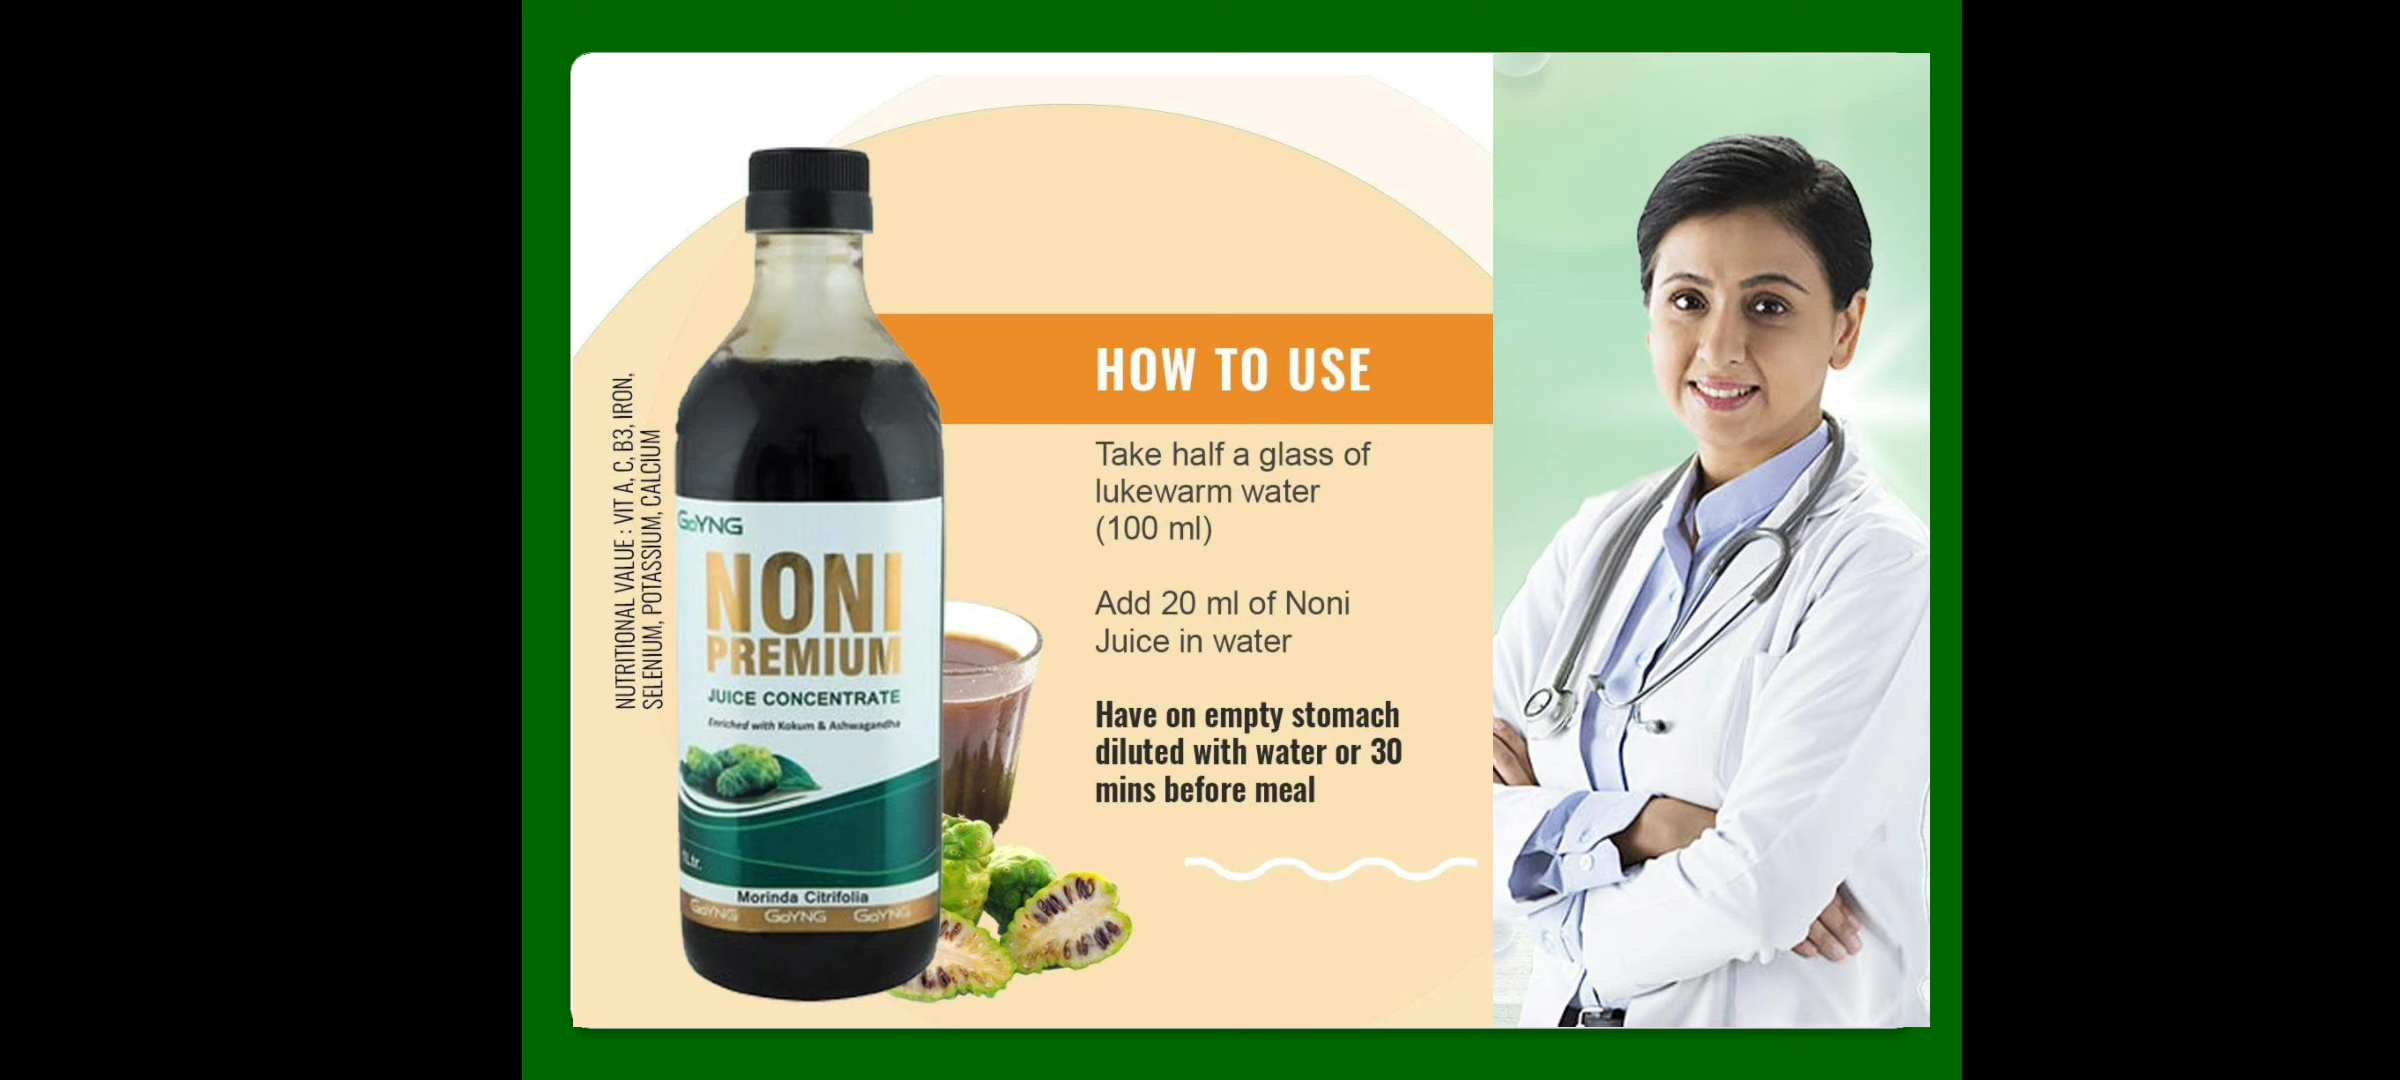 NUTRITIONAL VALUE : VIT A, C, B3, IRON,
SELENIUM, POTASSIUM, CALCIUM
GoYNG
NONI
PREMIUM
JUICE CONCENTRATE
Enriched with Kokum & Ashwagandha
1Ltr.
Morinda Citrifolia
GoYNG GoYNG GoYNG
HOW TO USE
Take half a glass of
lukewarm water
(100 ml)
Add 20 ml of Noni
Juice in water
Have on empty stomach
diluted with water or 30
mins before meal